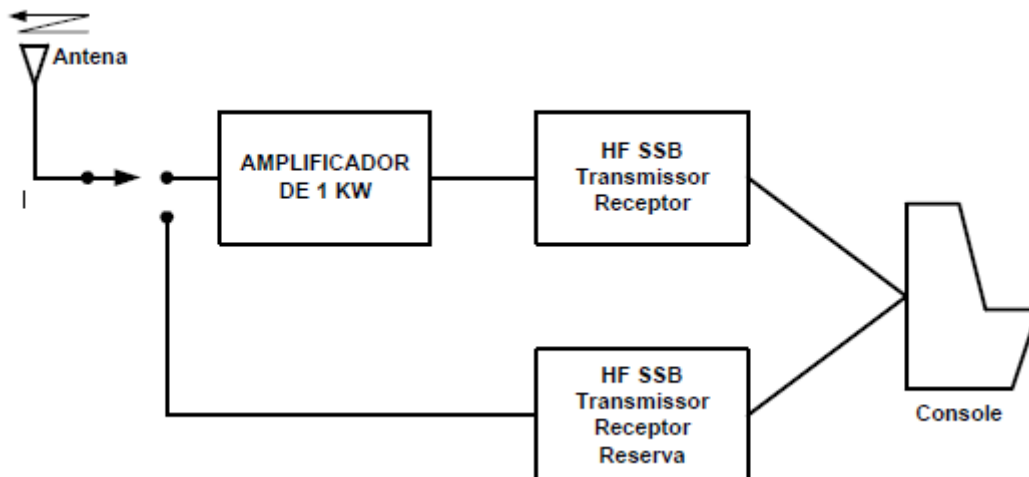 Antena
AMPLIFICADOR
DE 1 KW
HF SSB
Transmissor
Receptor
HF SSB
Transmissor
Receptor
Reserva
Console